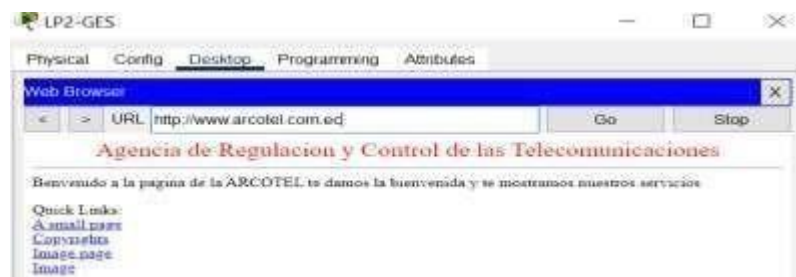 LP2-GES
Physical Config Desktop Programming Attributes
Web Browser X
< > URL http://www.arcotel.com.ec Go Stop
Agencia de Regulacion y Control de las Telecomunicaciones
Benvenido a la pagina de la ARCOTEL te damos la bienvenida y te mostramos nuestros servicios
Quick Links:
A small page
Copyrights
Image page
Image